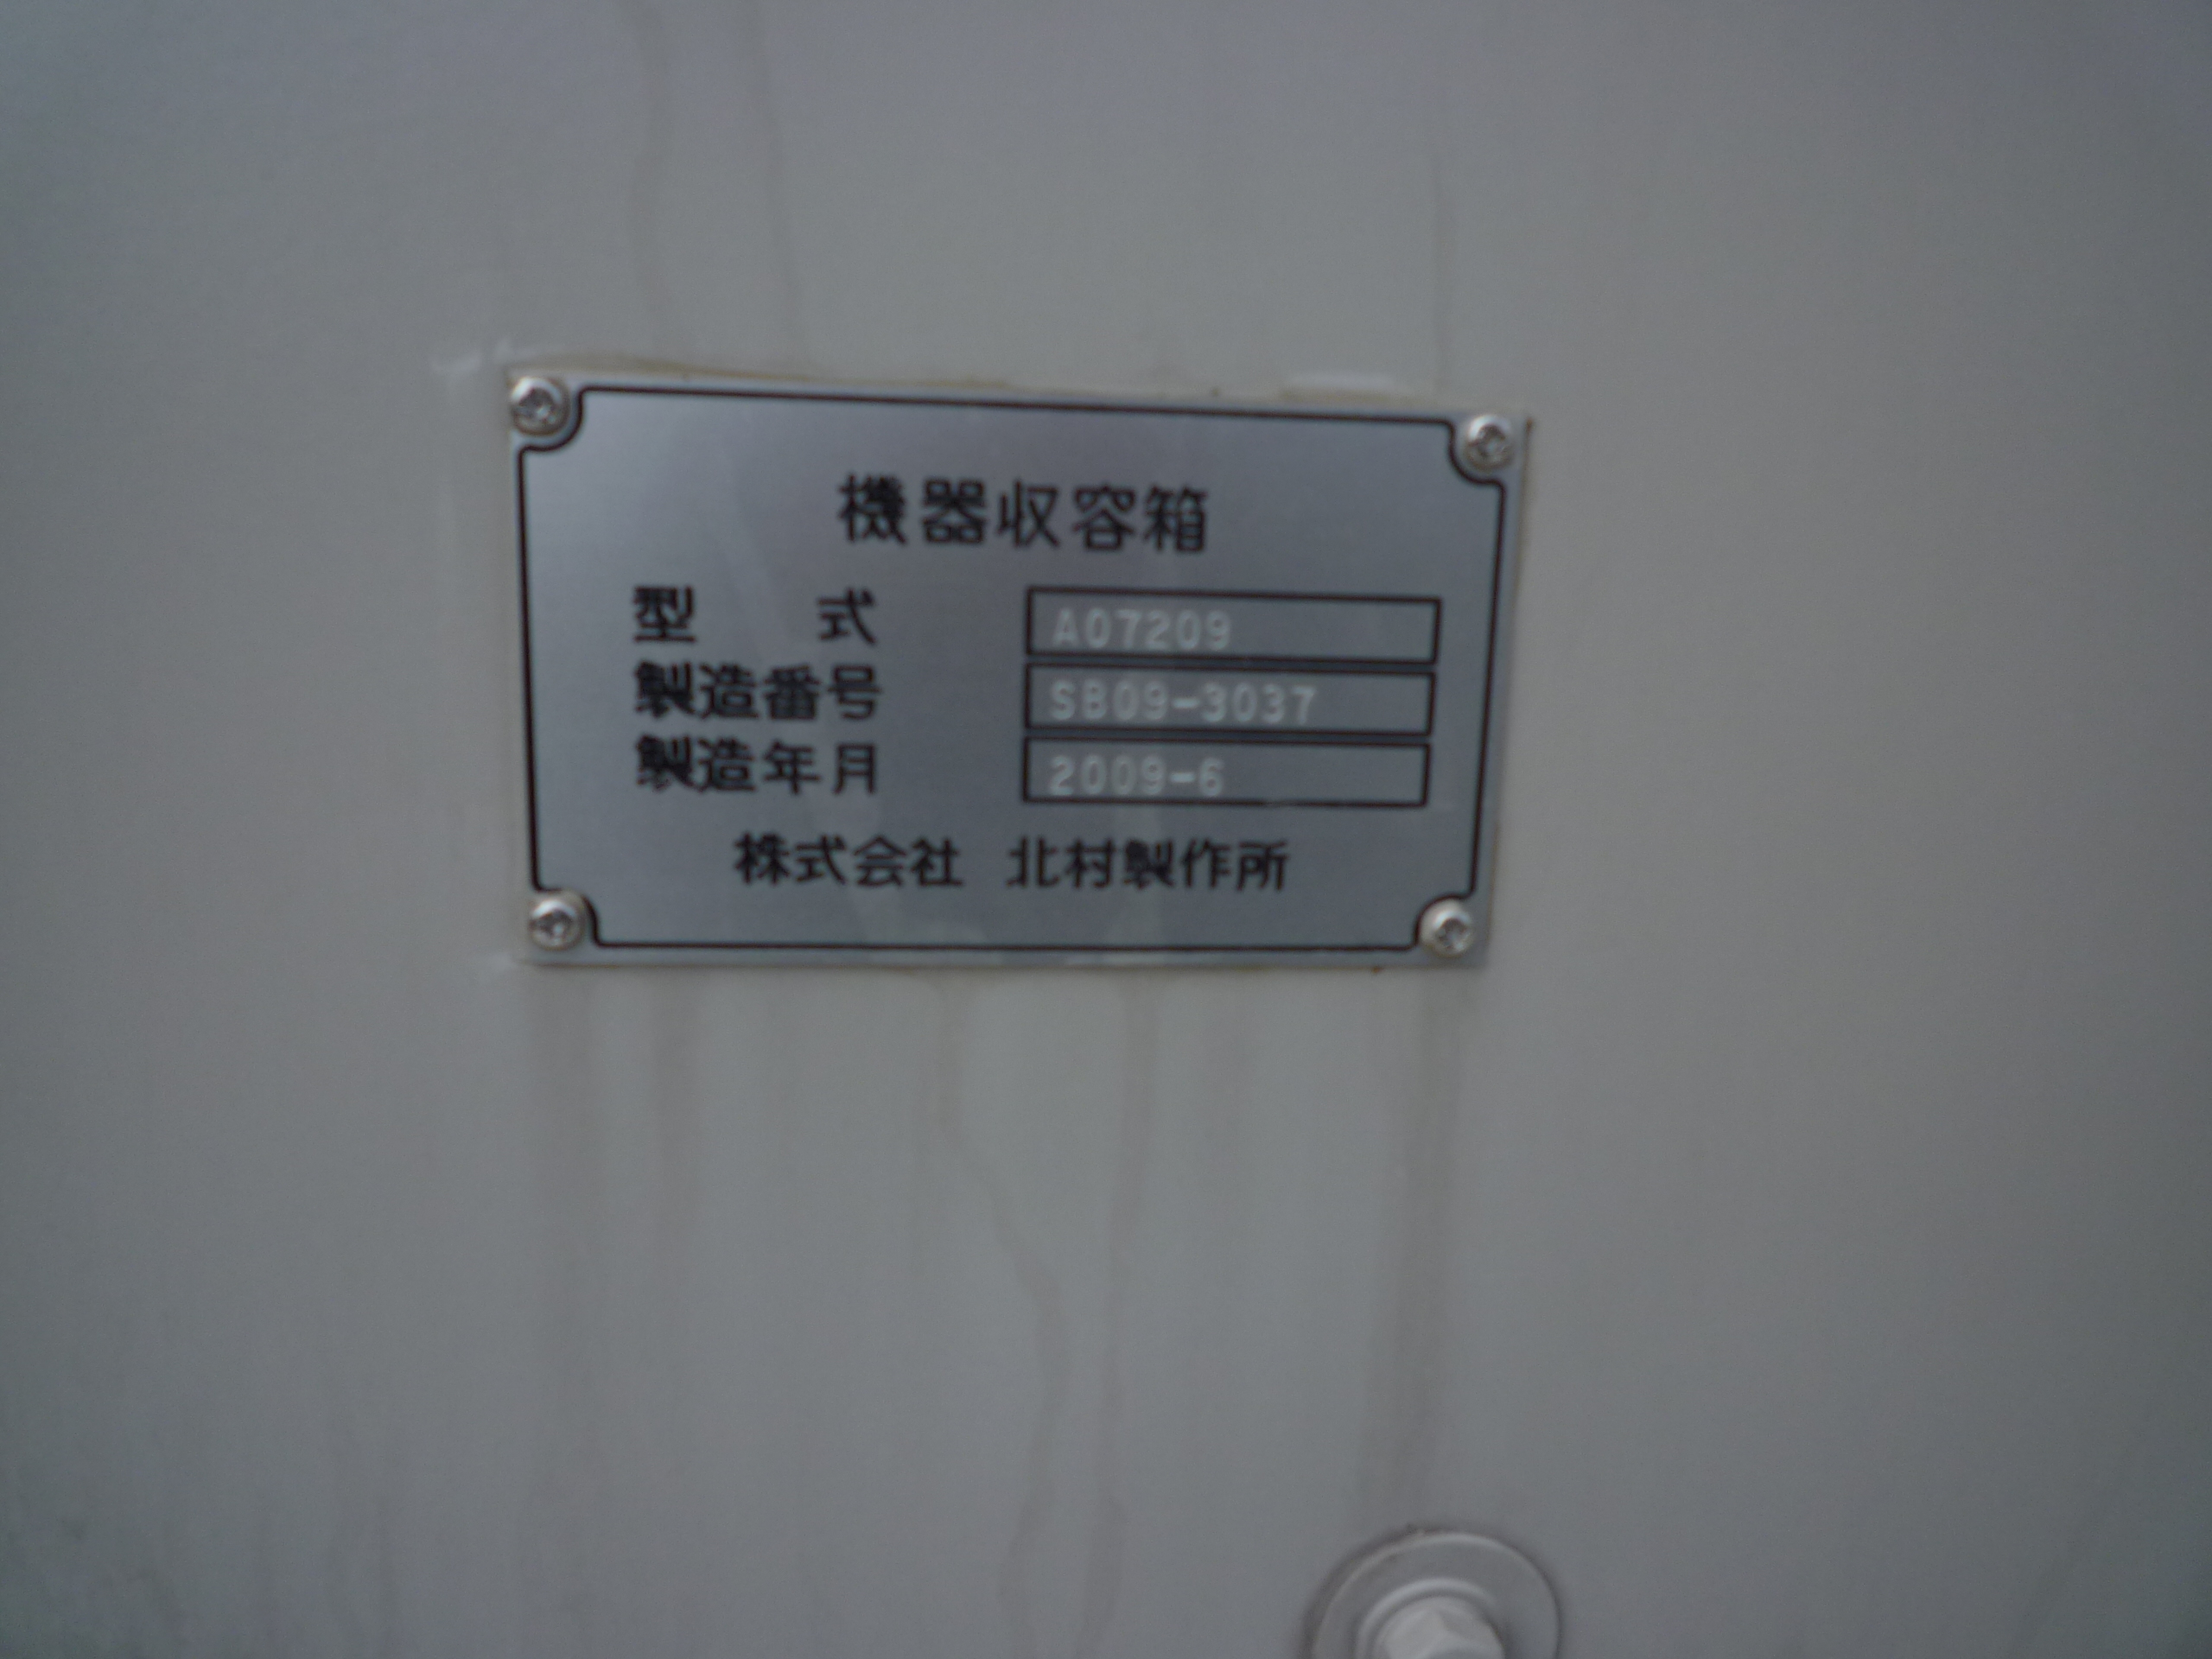 機器収容箱
型 式 A07209
製造番号 SB09-3037
製造年月 2009-6
株式会社 北村製作所